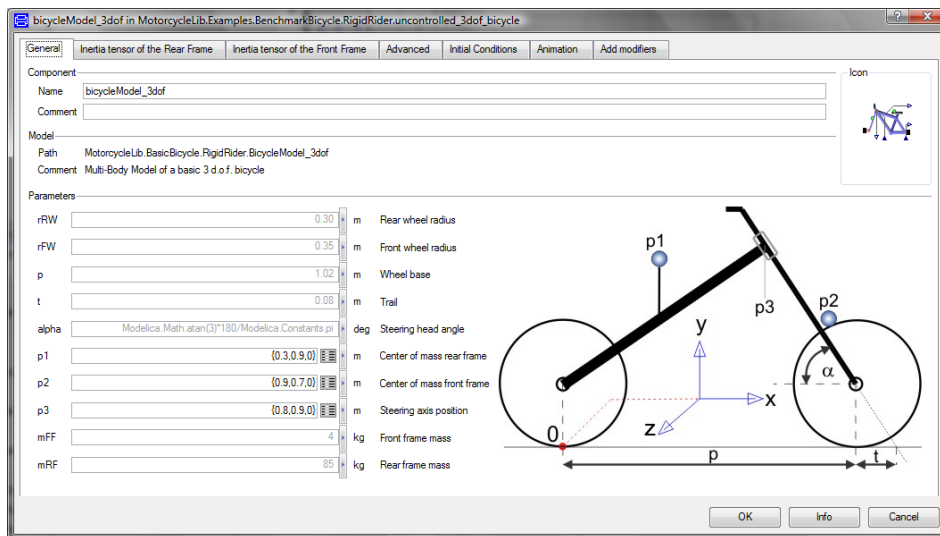 bicycleModel_3dof in MotorcycleLib.Examples.BenchmarkBicycle.RigidRider.uncontrolled_3dof_bicycle
General Inertia tensor of the Rear Frame Inertia tensor of the Front Frame Advanced Initial Conditions Animation Add modifiers
Component Icon
Name bicycleModel_3dof
Comment
Model
Path MotorcycleLib.BasicBicycle.RigidRider.BicycleModel_3dof
Comment Multi-Body Model of a basic 3 d.o.f. bicycle
Parameters
rRW 0.30 m Rear wheel radius
rFW 0.35 m Front wheel radius
p 1.02 m Wheel base
t 0.08 m Trail
alpha Modelica.Math.atan(3)*180/Modelica.Constants.pi deg Steering head angle
p1 {0.3,0.9,0} m Center of mass rear frame
p2 {0.9,0.7,0} m Center of mass front frame
p3 {0.8,0.9,0} m Steering axis position
mFF 4 kg Front frame mass
mRF 85 kg Rear frame mass
p1
p3
p2
y
α
x
z
0
p
t
OK Info Cancel